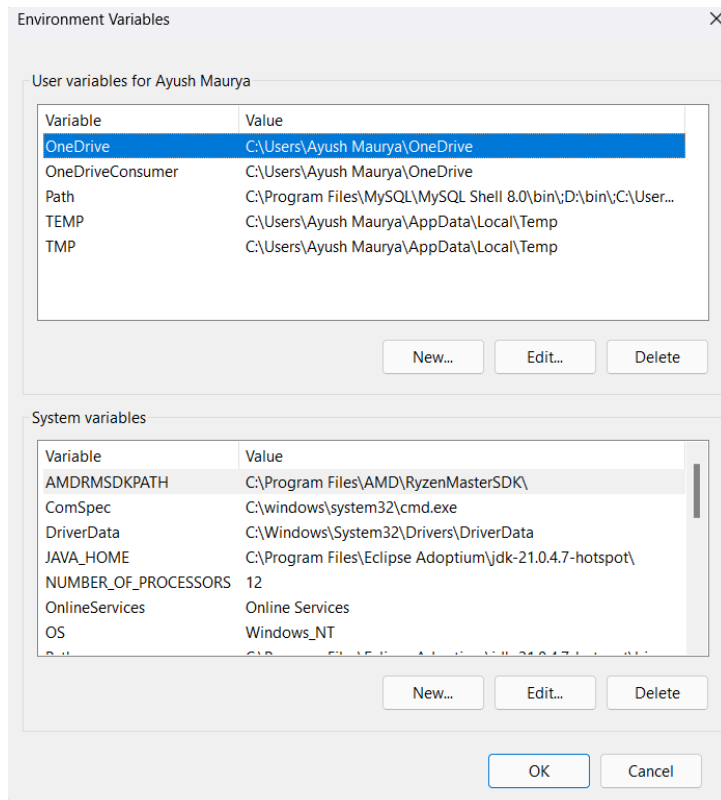 Environment Variables
User variables for Ayush Maurya
Variable Value
OneDrive C:\Users\Ayush Maurya\OneDrive
OneDriveConsumer C:\Users\Ayush Maurya\OneDrive
Path C:\Program Files\MySQL\MySQL Shell 8.0\bin\;D:\bin\;C:\User...
TEMP C:\Users\Ayush Maurya\AppData\Local\Temp
TMP C:\Users\Ayush Maurya\AppData\Local\Temp
New... Edit... Delete
System variables
Variable Value
AMDRMSDKPATH C:\Program Files\AMD\RyzenMasterSDK\
ComSpec C:\windows\system32\cmd.exe
DriverData C:\Windows\System32\Drivers\DriverData
JAVA_HOME C:\Program Files\Eclipse Adoptium\jdk-21.0.4.7-hotspot\
NUMBER_OF_PROCESSORS 12
OnlineServices Online Services
OS Windows_NT
New... Edit... Delete
OK Cancel